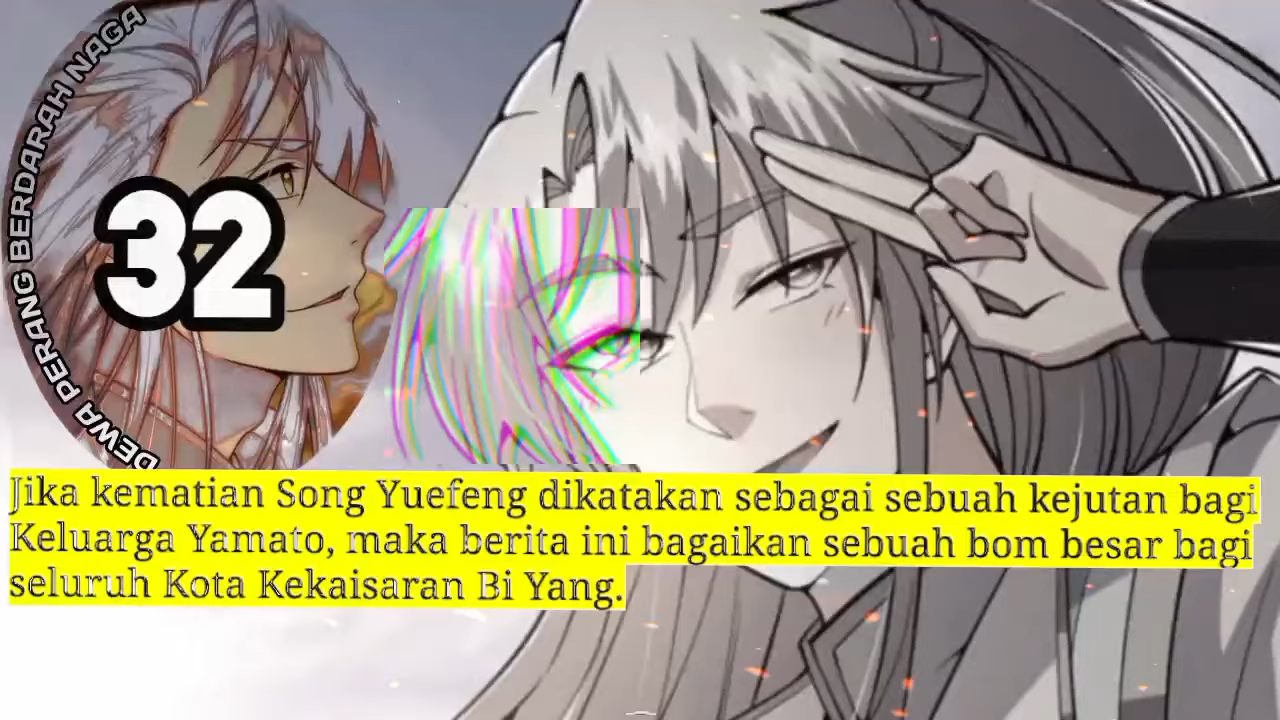 DEWA PERANG BERDARAH NAGA
32
Jika kematian Song Yuefeng dikatakan sebagai sebuah kejutan bagi
Keluarga Yamato, maka berita ini bagaikan sebuah bom besar bagi
seluruh Kota Kekaisaran Bi Yang.